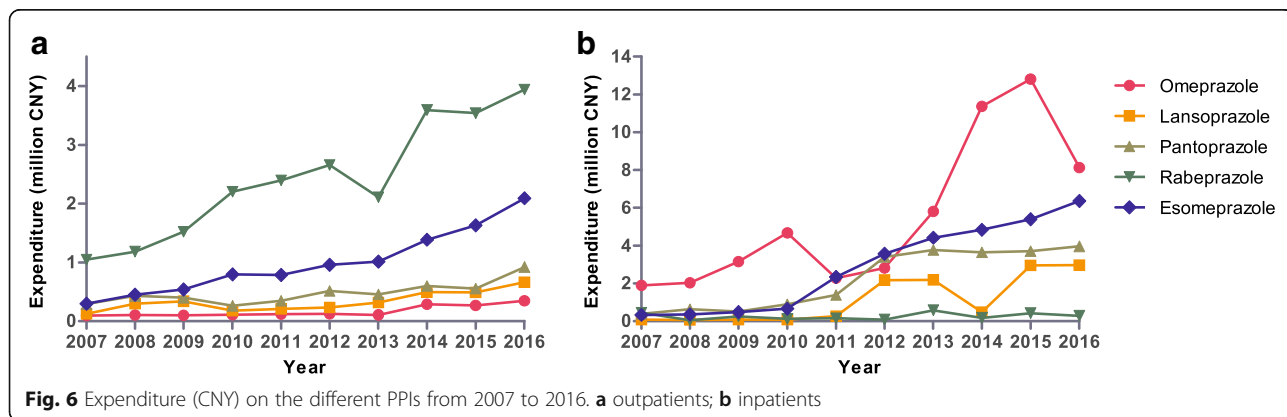 a
Expenditure (million CNY)
4
3
2
1
0
2007 2008 2009 2010 2011 2012 2013 2014 2015 2016
Year
b
Expenditure (million CNY)
14
12
10
8
6
4
2
0
2007 2008 2009 2010 2011 2012 2013 2014 2015 2016
Year
Omeprazole
Lansoprazole
Pantoprazole
Rabeprazole
Esomeprazole
Fig. 6 Expenditure (CNY) on the different PPIs from 2007 to 2016. a outpatients; b inpatients